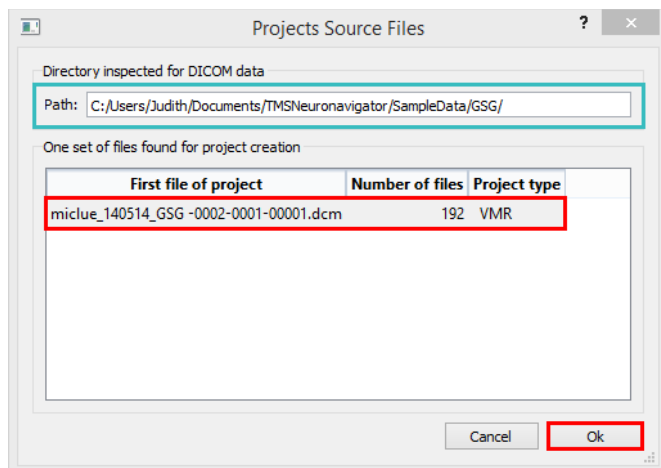 Projects Source Files
?
Directory inspected for DICOM data
Path: C:/Users/Judith/Documents/TMSNeuronavigator/SampleData/GSG/
One set of files found for project creation
First file of project Number of files Project type
miclue_140514_GSG -0002-0001-00001.dcm 192 VMR
Cancel Ok